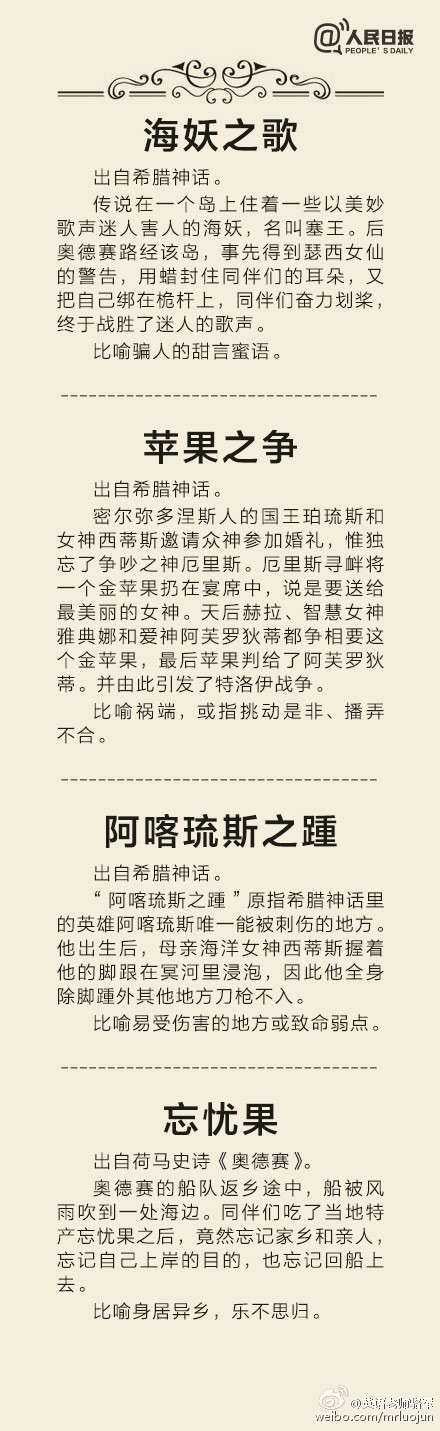 @人民日报
PEOPLE'S DAILY
海妖之歌
出自希腊神话。
传说在一个岛上住着一些以美妙
歌声迷人害人的海妖，名叫塞王。后
奥德赛路经该岛，事先得到瑟西女仙
的警告，用蜡封住同伴们的耳朵，又
把自己绑在桅杆上，同伴们奋力划桨，
终于战胜了迷人的歌声。
比喻骗人的甜言蜜语。
苹果之争
出自希腊神话。
密尔弥多涅斯人的国王珀琉斯和
女神西蒂斯邀请众神参加婚礼，惟独
忘了争吵之神厄里斯。厄里斯寻衅将
一个金苹果扔在宴席中，说是要送给
最美丽的女神。天后赫拉、智慧女神
雅典娜和爱神阿芙罗狄蒂都争相要这
个金苹果，最后苹果判给了阿芙罗狄
蒂。并由此引发了特洛伊战争。
比喻祸端，或指挑动是非、播弄
不合。
阿喀琉斯之踵
出自希腊神话。
“阿喀琉斯之踵”原指希腊神话里
的英雄阿喀琉斯唯一能被刺伤的地方。
他出生后，母亲海洋女神西蒂斯握着
他的脚跟在冥河里浸泡，因此他全身
除脚踵外其他地方刀枪不入。
比喻易受伤害的地方或致命弱点。
忘忧果
出自荷马史诗《奥德赛》。
奥德赛的船队返乡途中，船被风
雨吹到一处海边。同伴们吃了当地特
产忘忧果之后，竟然忘记家乡和亲人，
忘记自己上岸的目的，也忘记回船上
去。
比喻身居异乡，乐不思归。
weibo.com/mrluojun